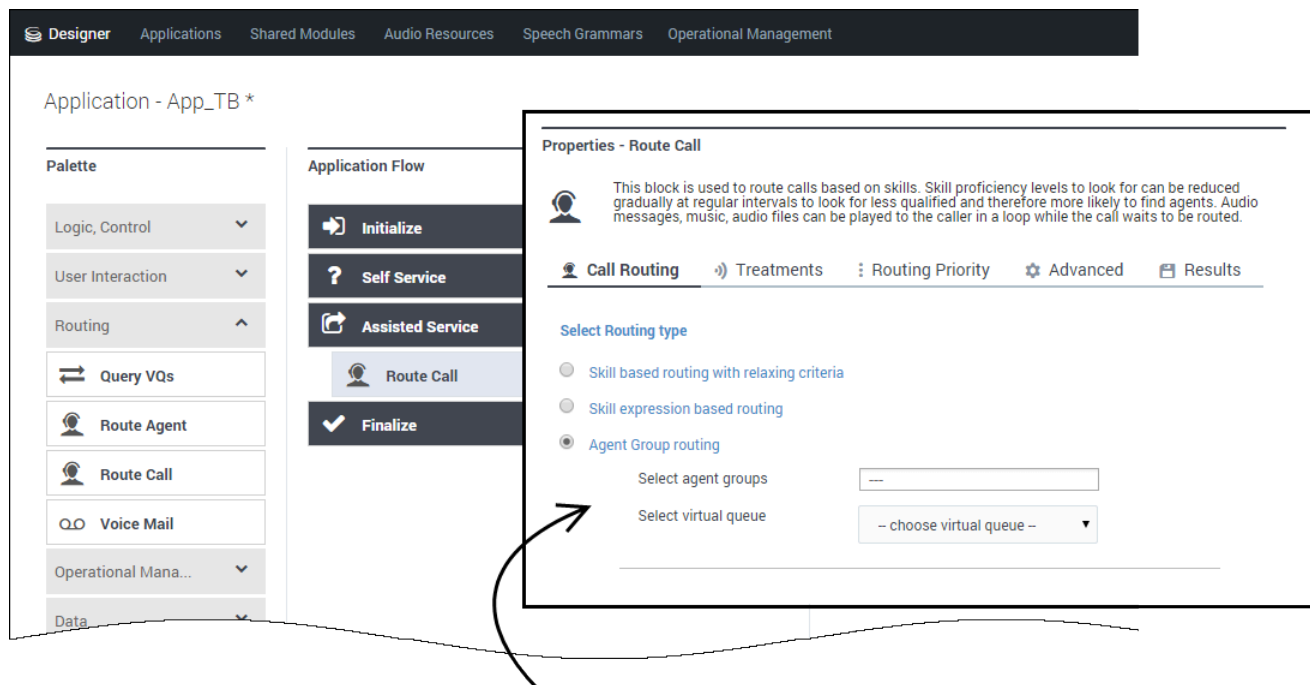 Designer Applications Shared Modules Audio Resources Speech Grammars Operational Management
Application - App_TB *
Palette
Logic, Control
User Interaction
Routing
Query VQs
Route Agent
Route Call
Voice Mail
Operational Mana...
Data
Application Flow
Initialize
Self Service
Assisted Service
Route Call
Finalize
Properties - Route Call
This block is used to route calls based on skills. Skill proficiency levels to look for can be reduced
gradually at regular intervals to look for less qualified and therefore more likely to find agents. Audio
messages, music, audio files can be played to the caller in a loop while the call waits to be routed.
Call Routing Treatments Routing Priority Advanced Results
Select Routing type
Skill based routing with relaxing criteria
Skill expression based routing
Agent Group routing
Select agent groups ---
Select virtual queue -- choose virtual queue --